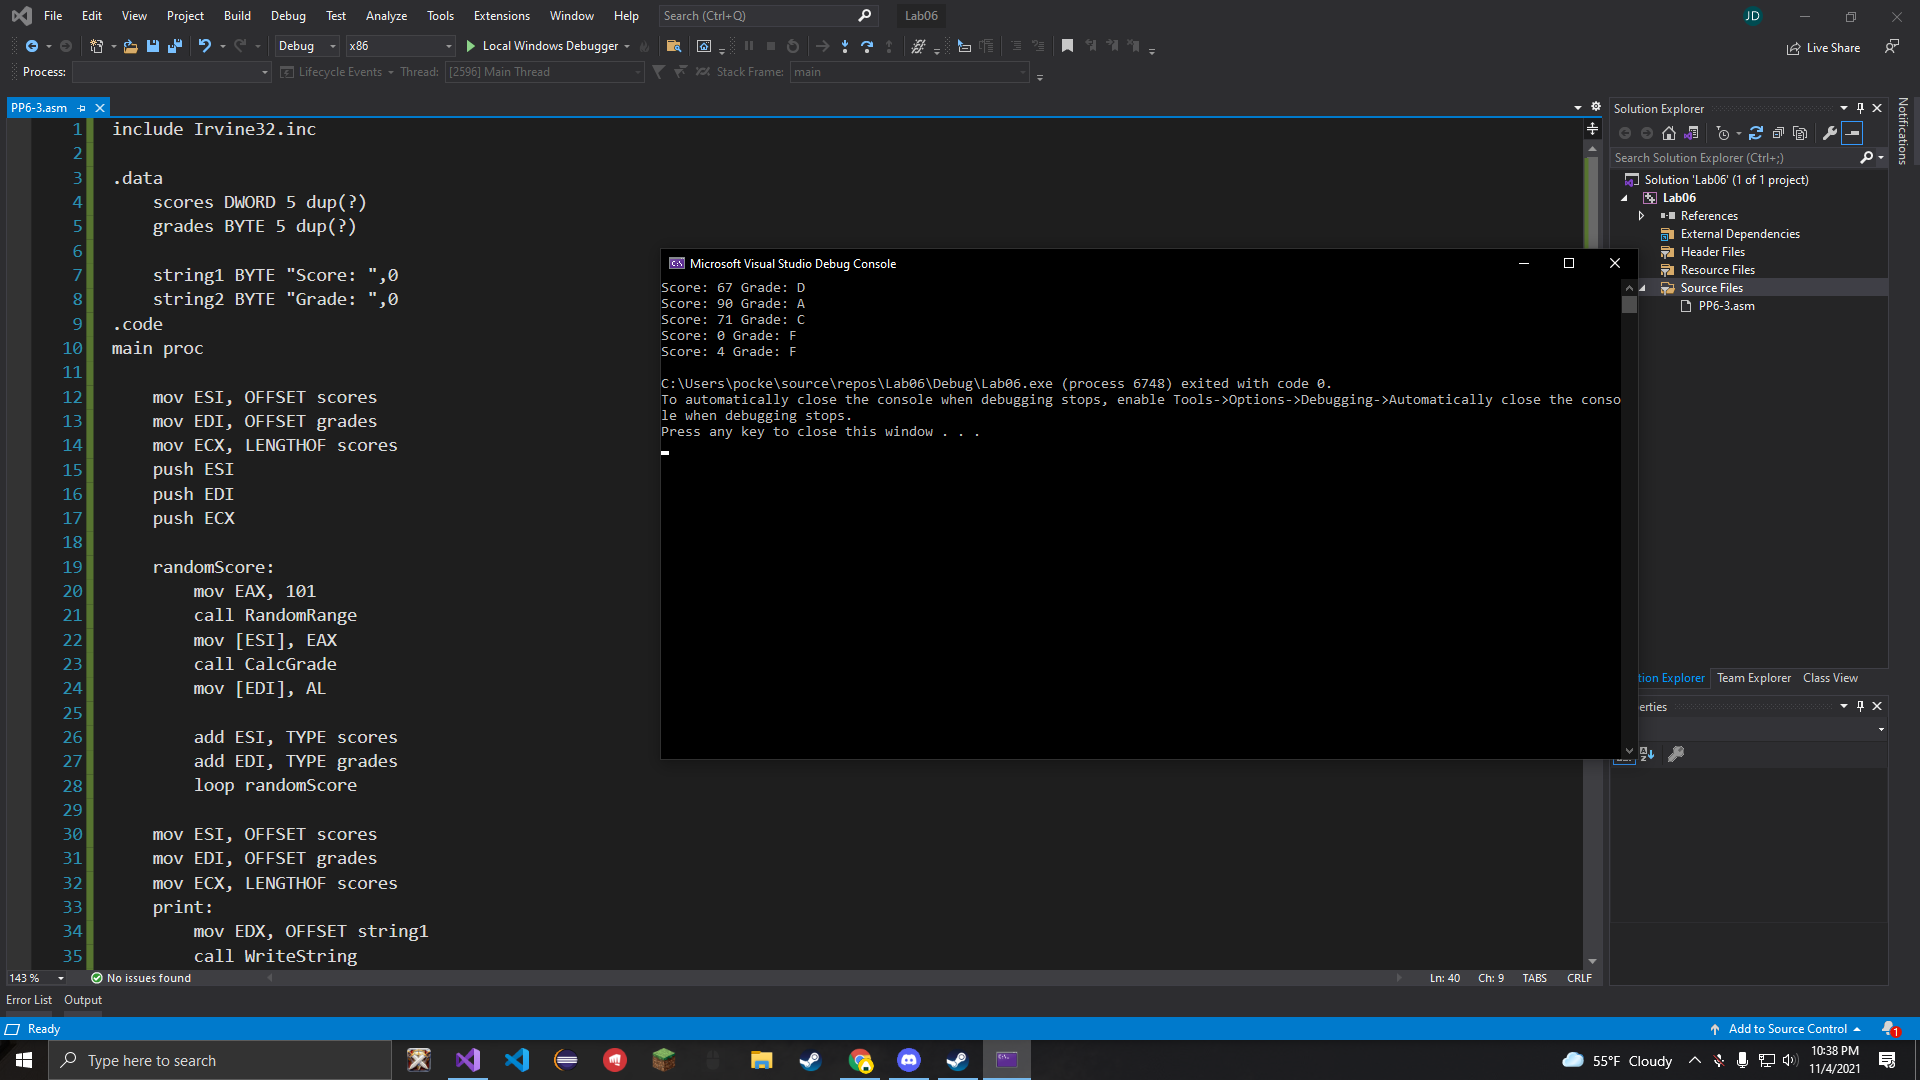 File Edit View Project Build Debug Test Analyze Tools Extensions Window Help Search (Ctrl+Q) Lab06 JD
Debug x86 Local Windows Debugger Live Share
Process: Lifecycle Events Thread: [2596] Main Thread Stack Frame: main
PP6-3.asm
1 include Irvine32.inc
2
3 .data
4 scores DWORD 5 dup(?)
5 grades BYTE 5 dup(?)
6
7 string1 BYTE "Score: ",0
8 string2 BYTE "Grade: ",0
9 .code
10 main proc
11
12 mov ESI, OFFSET scores
13 mov EDI, OFFSET grades
14 mov ECX, LENGTHOF scores
15 push ESI
16 push EDI
17 push ECX
18
19 randomScore:
20 mov EAX, 101
21 call RandomRange
22 mov [ESI], EAX
23 call CalcGrade
24 mov [EDI], AL
25
26 add ESI, TYPE scores
27 add EDI, TYPE grades
28 loop randomScore
29
30 mov ESI, OFFSET scores
31 mov EDI, OFFSET grades
32 mov ECX, LENGTHOF scores
33 print:
34 mov EDX, OFFSET string1
35 call WriteString
Microsoft Visual Studio Debug Console
Score: 67 Grade: D
Score: 90 Grade: A
Score: 71 Grade: C
Score: 0 Grade: F
Score: 4 Grade: F
C:\Users\pocke\source\repos\Lab06\Debug\Lab06.exe (process 6748) exited with code 0.
To automatically close the console when debugging stops, enable Tools->Options->Debugging->Automatically close the conso
le when debugging stops.
Press any key to close this window . . .
Solution Explorer
Search Solution Explorer (Ctrl+;)
Solution 'Lab06' (1 of 1 project)
Lab06
References
External Dependencies
Header Files
Resource Files
Source Files
PP6-3.asm
Notifications
tion Explorer Team Explorer Class View
erties
143 % No issues found Ln: 40 Ch: 9 TABS CRLF
Error List Output
Ready Add to Source Control 1
Type here to search 55°F Cloudy 10:38 PM
11/4/2021